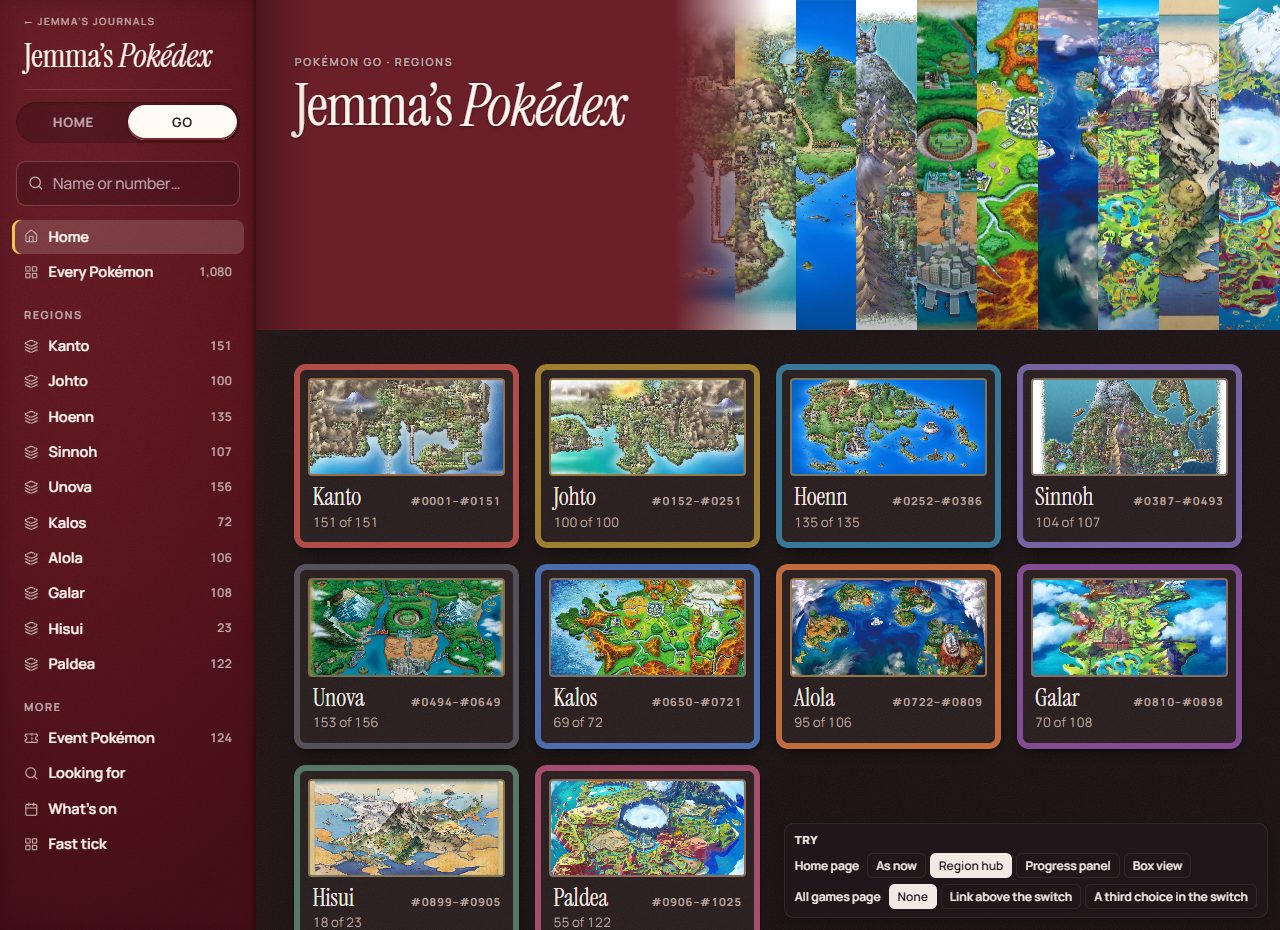 ← JEMMA'S JOURNALS
Jemma's Pokédex
HOME GO
Name or number...
Home
Every Pokémon 1,080
REGIONS
Kanto 151
Johto 100
Hoenn 135
Sinnoh 107
Unova 156
Kalos 72
Alola 106
Galar 108
Hisui 23
Paldea 122
MORE
Event Pokémon 124
Looking for
What's on
Fast tick
POKÉMON GO · REGIONS
Jemma's Pokédex
Kanto #0001–#0151
151 of 151
Johto #0152–#0251
100 of 100
Hoenn #0252–#0386
135 of 135
Sinnoh #0387–#0493
104 of 107
Unova #0494–#0649
153 of 156
Kalos #0650–#0721
69 of 72
Alola #0722–#0809
95 of 106
Galar #0810–#0898
70 of 108
Hisui #0899–#0905
18 of 23
Paldea #0906–#1025
55 of 122
TRY
Home page As now Region hub Progress panel Box view
All games page None Link above the switch A third choice in the switch